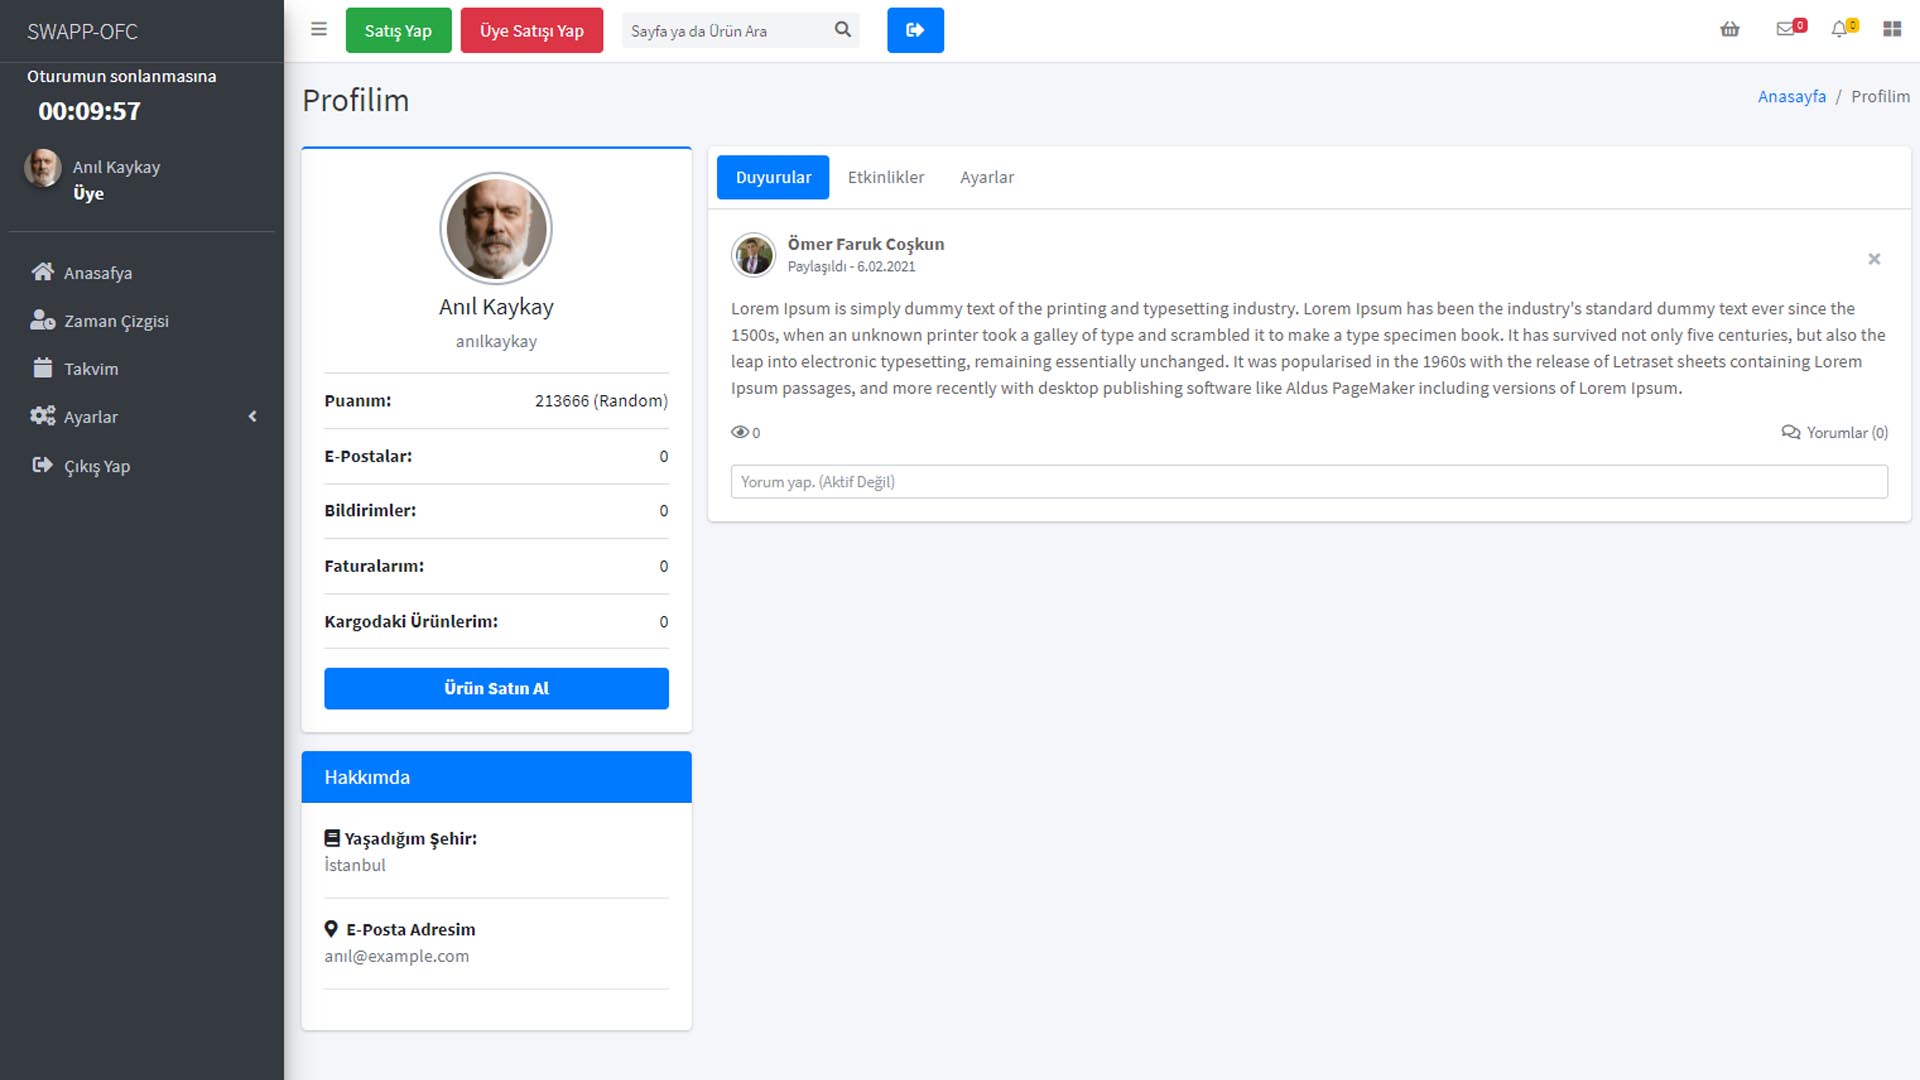 SWAPP-OFC
Oturumun sonlanmasına
00:09:57
Anıl Kaykay
Üye
Anasafya
Zaman Çizgisi
Takvim
Ayarlar
Çıkış Yap
Satış Yap
Üye Satışı Yap
Sayfa ya da Ürün Ara
0
0
Profilim
Anasayfa / Profilim
Anıl Kaykay
anılkaykay
Puanım: 213666 (Random)
E-Postalar: 0
Bildirimler: 0
Faturalarım: 0
Kargodaki Ürünlerim: 0
Ürün Satın Al
Hakkımda
Yaşadığım Şehir:
İstanbul
E-Posta Adresim
anıl@example.com
Duyurular Etkinlikler Ayarlar
Ömer Faruk Coşkun
Paylaşıldı - 6.02.2021
Lorem Ipsum is simply dummy text of the printing and typesetting industry. Lorem Ipsum has been the industry's standard dummy text ever since the
1500s, when an unknown printer took a galley of type and scrambled it to make a type specimen book. It has survived not only five centuries, but also the
leap into electronic typesetting, remaining essentially unchanged. It was popularised in the 1960s with the release of Letraset sheets containing Lorem
Ipsum passages, and more recently with desktop publishing software like Aldus PageMaker including versions of Lorem Ipsum.
0
Yorumlar (0)
Yorum yap. (Aktif Değil)